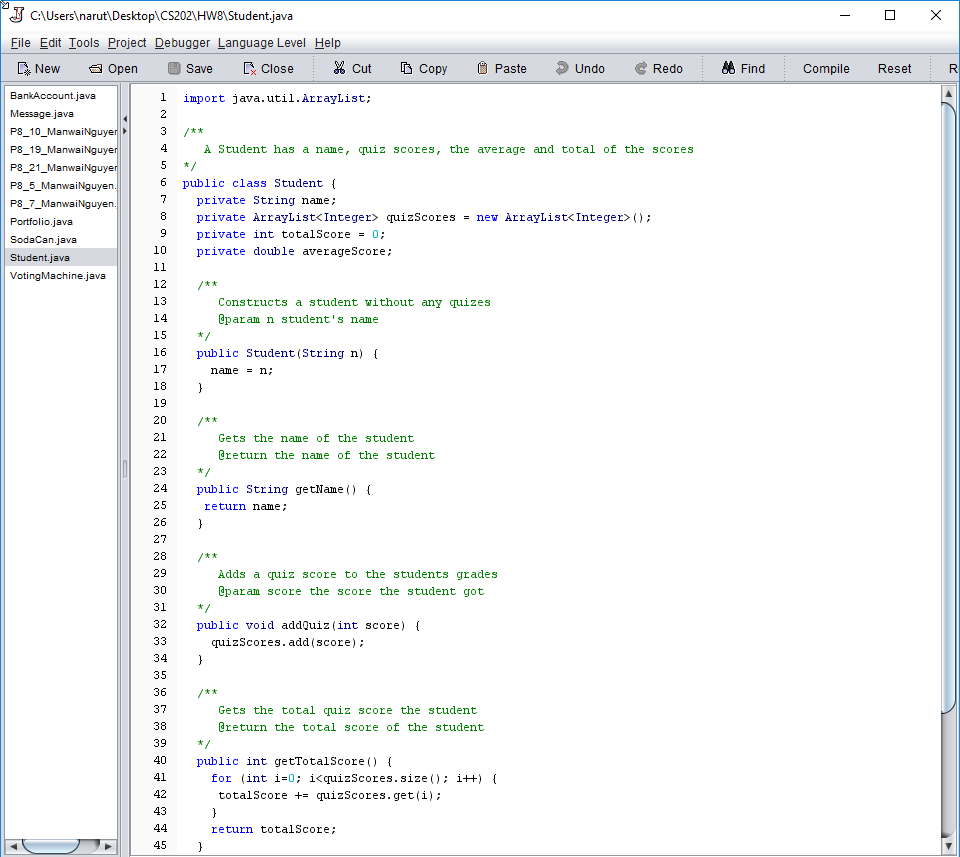 C:\Users\narut\Desktop\CS202\HW8\Student.java
File Edit Tools Project Debugger Language Level Help
New Open Save Close Cut Copy Paste Undo Redo Find Compile Reset R
BankAccount.java
Message.java
P8_10_ManwaiNguyen
P8_19_ManwaiNguyen
P8_21_ManwaiNguyen
P8_5_ManwaiNguyen.
P8_7_ManwaiNguyen.
Portfolio.java
SodaCan.java
Student.java
VotingMachine.java
1 import java.util.ArrayList;
2
3 /**
4 A Student has a name, quiz scores, the average and total of the scores
5 */
6 public class Student {
7 private String name;
8 private ArrayList<Integer> quizScores = new ArrayList<Integer>();
9 private int totalScore = 0;
10 private double averageScore;
11
12 /**
13 Constructs a student without any quizes
14 @param n student's name
15 */
16 public Student(String n) {
17 name = n;
18 }
19
20 /**
21 Gets the name of the student
22 @return the name of the student
23 */
24 public String getName() {
25 return name;
26 }
27
28 /**
29 Adds a quiz score to the students grades
30 @param score the score the student got
31 */
32 public void addQuiz(int score) {
33 quizScores.add(score);
34 }
35
36 /**
37 Gets the total quiz score the student
38 @return the total score of the student
39 */
40 public int getTotalScore() {
41 for (int i=0; i<quizScores.size(); i++) {
42 totalScore += quizScores.get(i);
43 }
44 return totalScore;
45 }